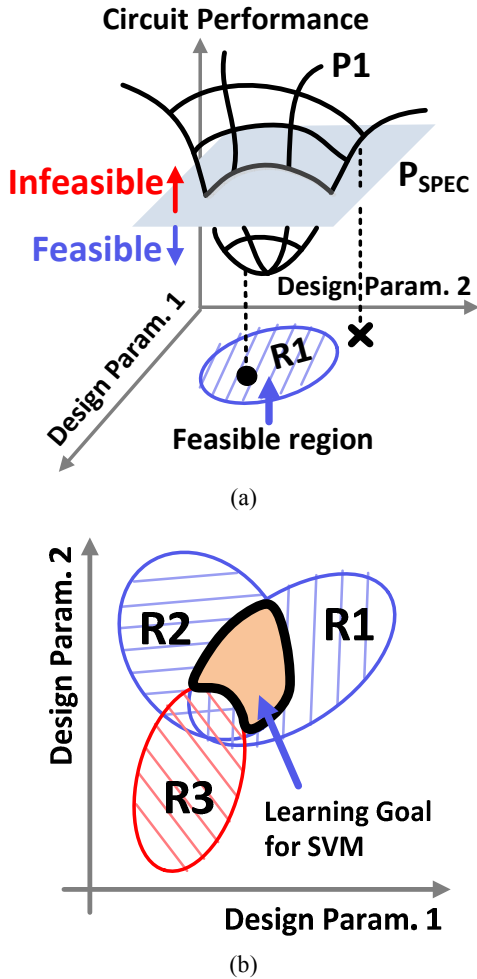 Circuit Performance
P1
Infeasible
P_SPEC
Feasible
Design Param. 2
Design Param. 1
R1
Feasible region
(a)
Design Param. 2
R2
R1
R3
Learning Goal
for SVM
Design Param. 1
(b)